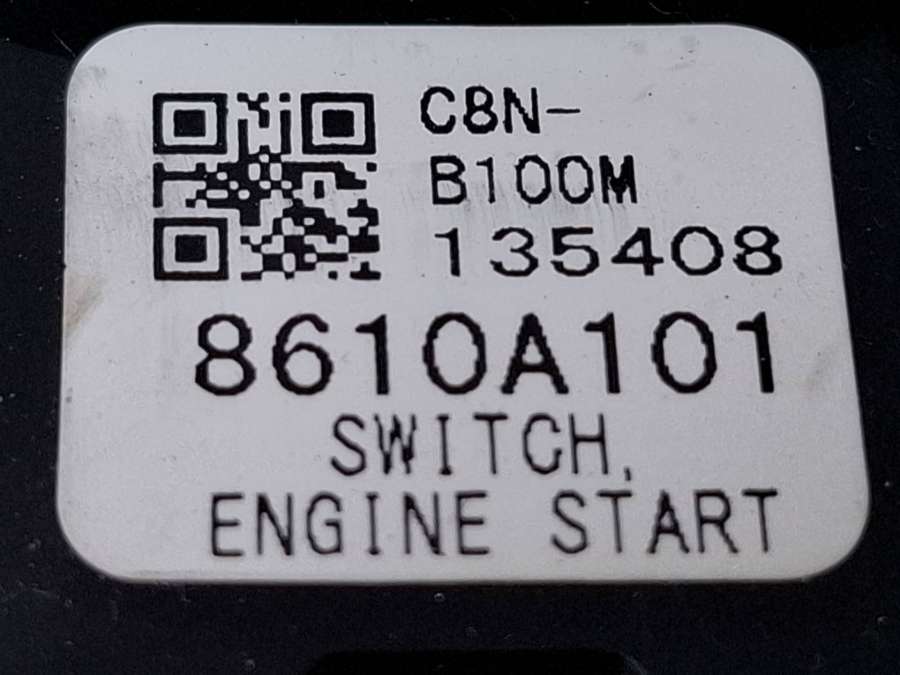 C8N-
B100M
135408
8610A101
SWITCH,
ENGINE START